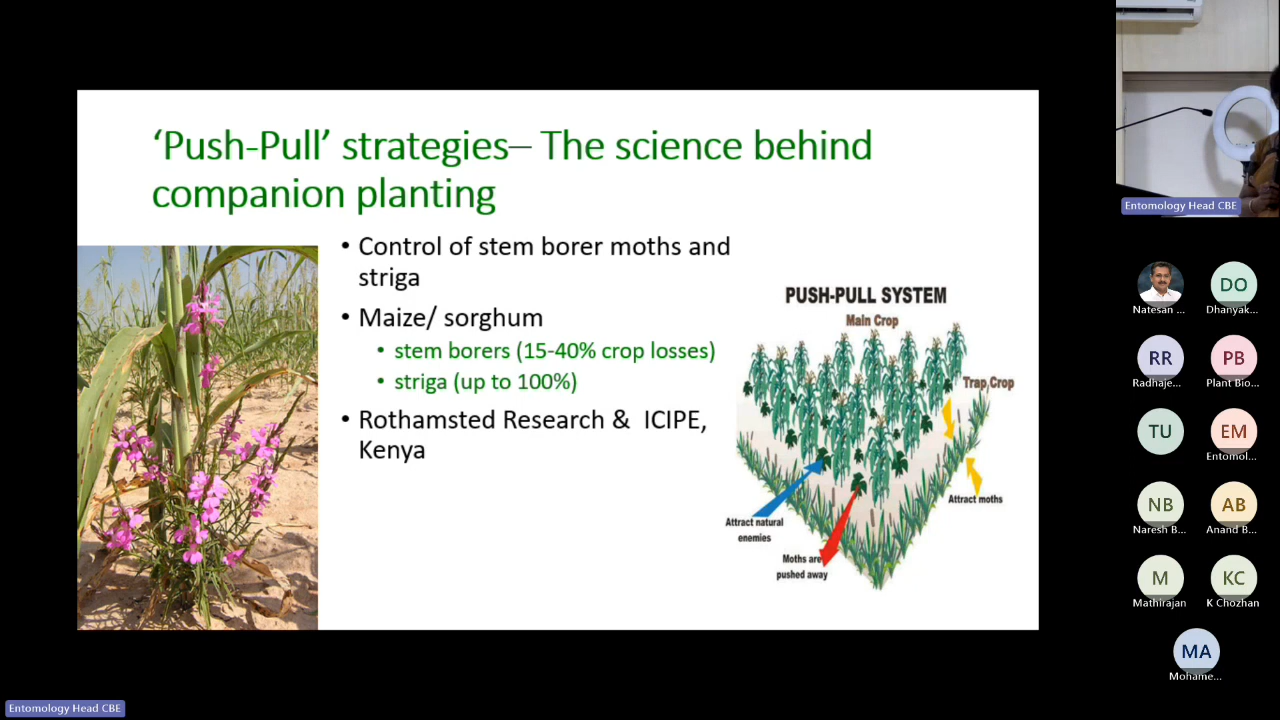 ‘Push-Pull’ strategies– The science behind
companion planting
• Control of stem borer moths and
striga
• Maize/ sorghum
• stem borers (15-40% crop losses)
• striga (up to 100%)
• Rothamsted Research & ICIPE,
Kenya
PUSH-PULL SYSTEM
Main Crop
Trap Crop
Attract moths
Attract natural
enemies
Moths are
pushed away
Entomology Head CBE
Natesan ...
DO
Dhanyak...
RR
Radhaje...
PB
Plant Bio...
TU
EM
Entomol...
NB
Naresh B...
AB
Anand B...
M
Mathirajan
KC
K Chozhan
MA
Mohame...
Entomology Head CBE